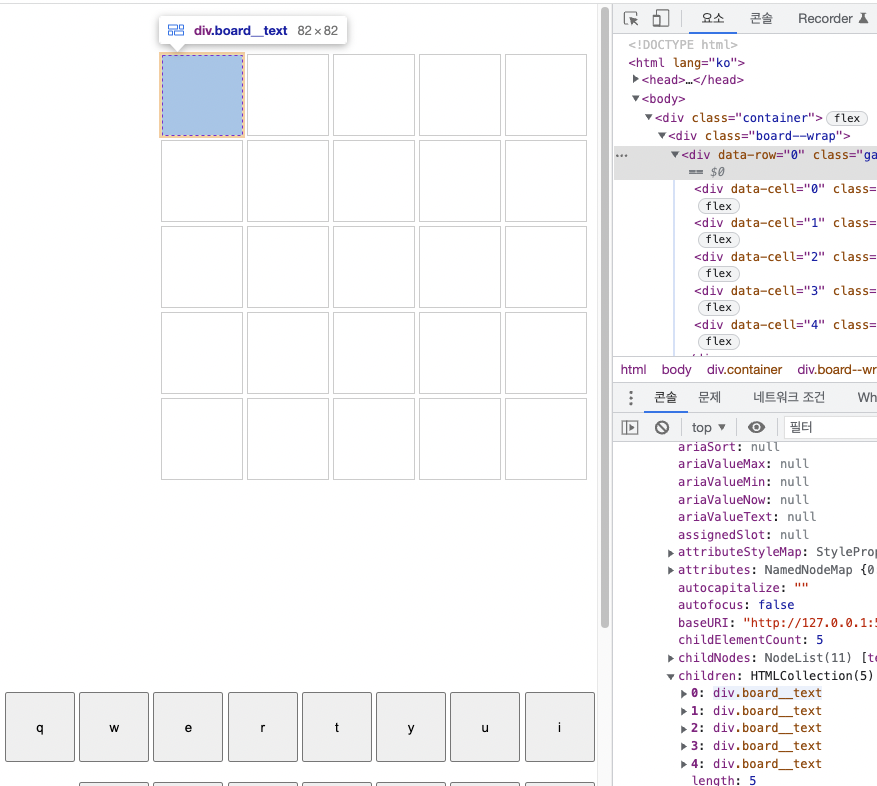 div.board__text 82 × 82
요소 콘솔 Recorder
<!DOCTYPE html>
<html lang="ko">
<head>…</head>
<body>
<div class="container"> flex
<div class="board--wrap">
<div data-row="0" class="ga
== $0
<div data-cell="0" class=
flex
<div data-cell="1" class=
flex
<div data-cell="2" class=
flex
<div data-cell="3" class=
flex
<div data-cell="4" class=
flex
html body div.container div.board--wr
콘솔 문제 네트워크 조건 Wh
top 필터
ariaSort: null
ariaValueMax: null
ariaValueMin: null
ariaValueNow: null
ariaValueText: null
assignedSlot: null
attributeStyleMap: StyleProp
attributes: NamedNodeMap {0
autocapitalize: ""
autofocus: false
baseURI: "http://127.0.0.1:5
childElementCount: 5
childNodes: NodeList(11) [te
children: HTMLCollection(5)
0: div.board__text
1: div.board__text
2: div.board__text
3: div.board__text
4: div.board__text
length: 5
q w e r t y u i